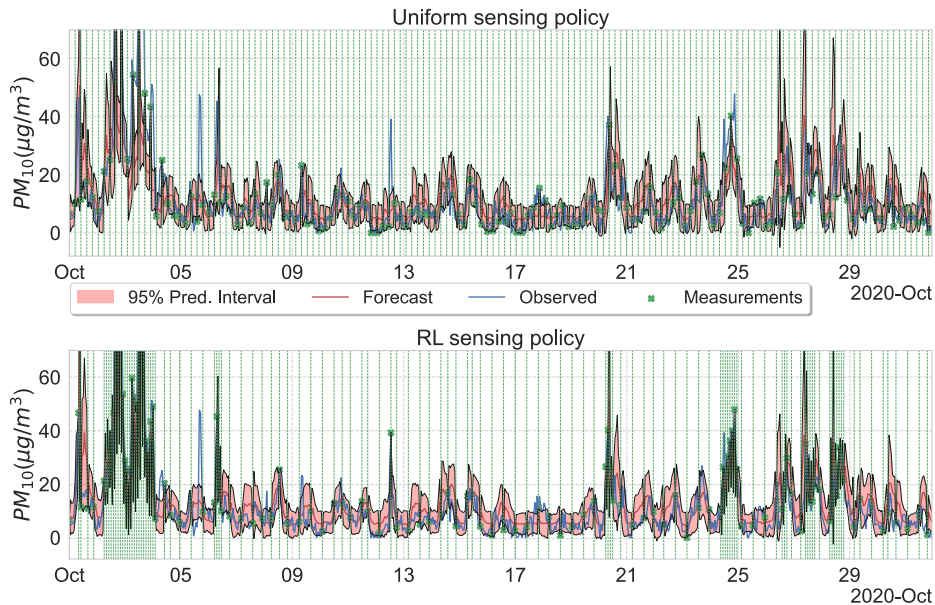 Uniform sensing policy
PM10(μg/m³)
60
40
20
0
Oct 05 09 13 17 21 25 29
2020-Oct
95% Pred. Interval Forecast Observed Measurements
RL sensing policy
PM10(μg/m³)
60
40
20
0
Oct 05 09 13 17 21 25 29
2020-Oct